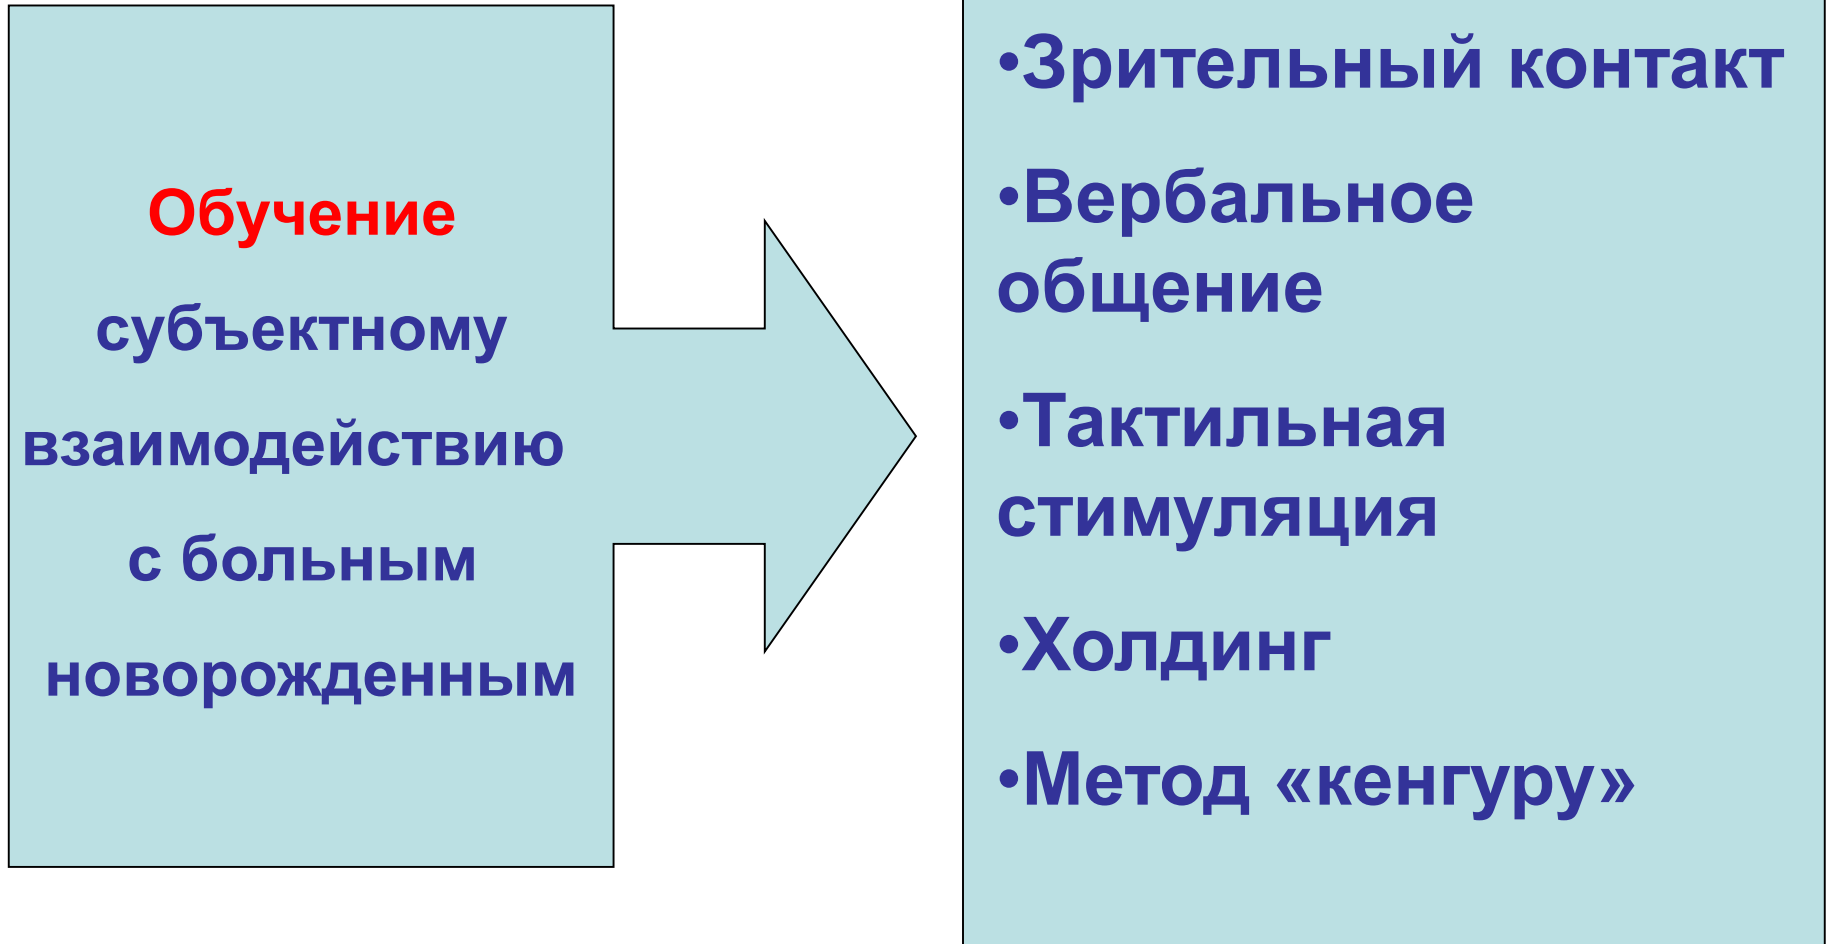 Обучение
субъектному
взаимодействию
с больным
новорожденным
•Зрительный контакт
•Вербальное
общение
•Тактильная
стимуляция
•Холдинг
•Метод «кенгуру»